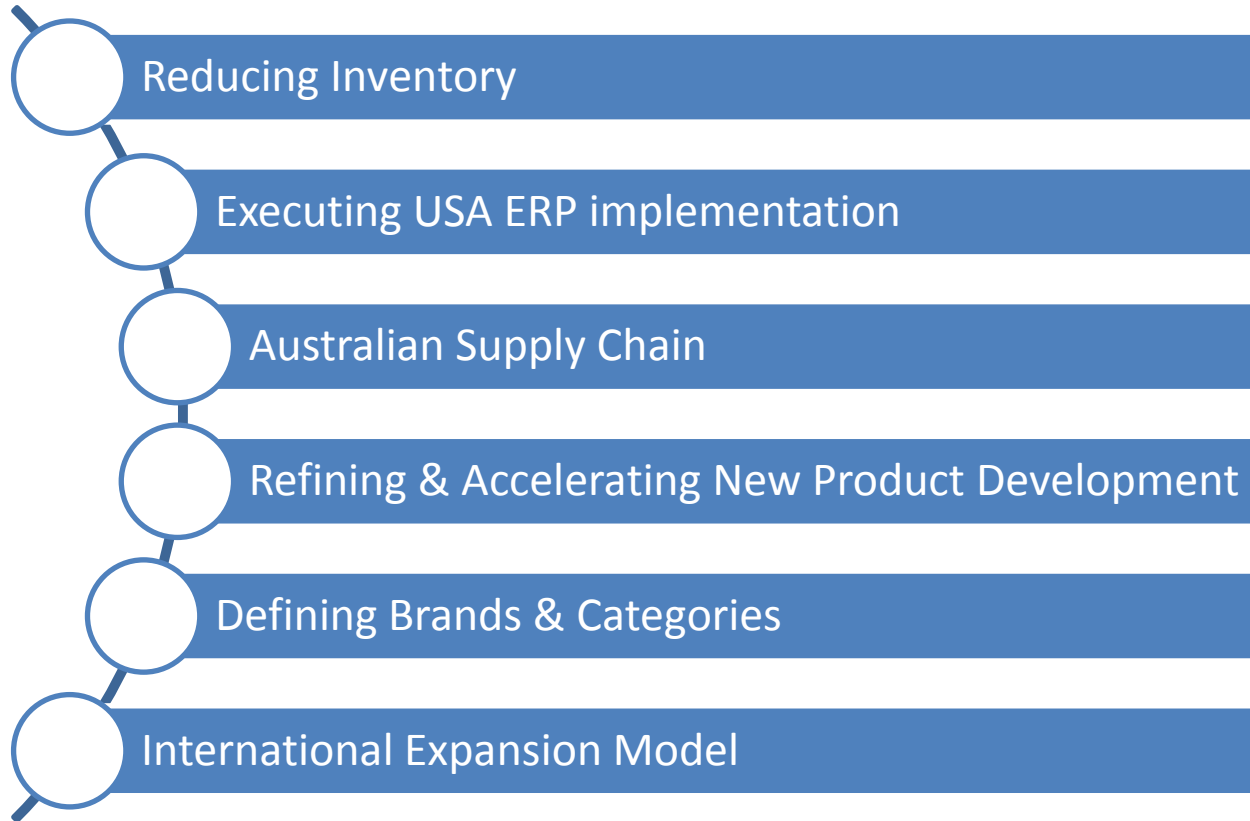 Reducing Inventory
Executing USA ERP implementation
Australian Supply Chain
Refining & Accelerating New Product Development
Defining Brands & Categories
International Expansion Model